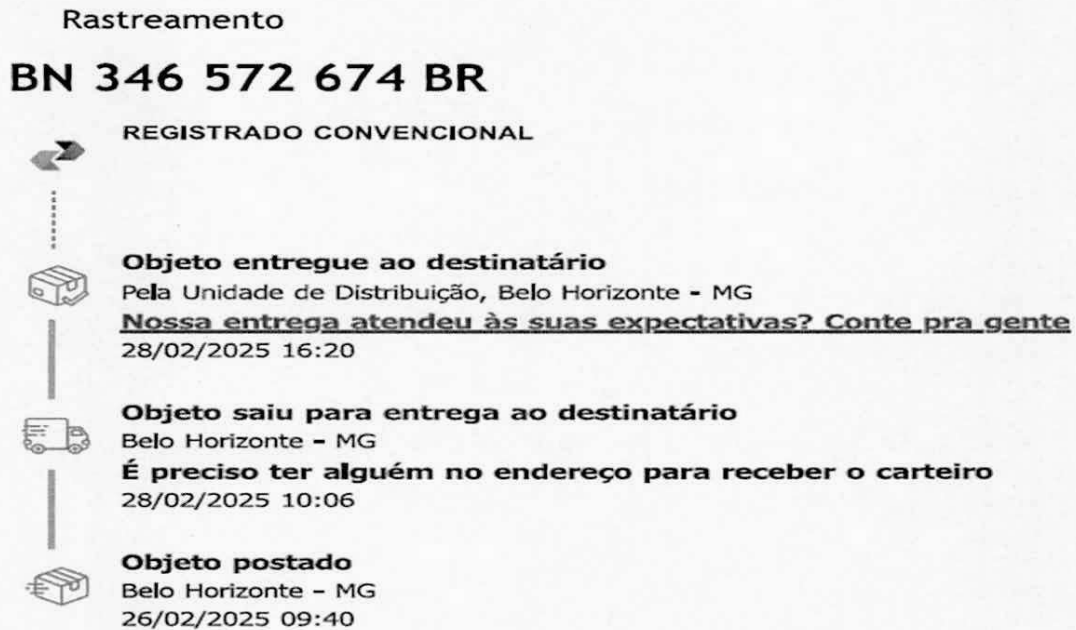 Rastreamento
BN 346 572 674 BR
REGISTRADO CONVENCIONAL
Objeto entregue ao destinatário
Pela Unidade de Distribuição, Belo Horizonte - MG
Nossa entrega atendeu às suas expectativas? Conte pra gente
28/02/2025 16:20
Objeto saiu para entrega ao destinatário
Belo Horizonte - MG
É preciso ter alguém no endereço para receber o carteiro
28/02/2025 10:06
Objeto postado
Belo Horizonte - MG
26/02/2025 09:40